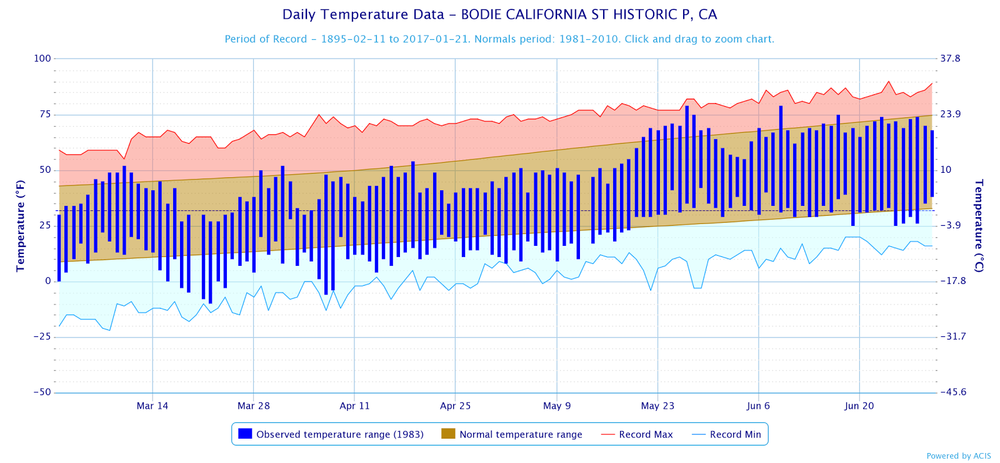 Daily Temperature Data – BODIE CALIFORNIA ST HISTORIC P, CA
Period of Record – 1895–02–11 to 2017–01–21. Normals period: 1981–2010. Click and drag to zoom chart.
100 37.8
75 23.9
50 10
25 −3.9
0 −17.8
−25 −31.7
−50 −45.6
Temperature (°F)
Temperature (°C)
Mar 14 Mar 28 Apr 11 Apr 25 May 9 May 23 Jun 6 Jun 20
Observed temperature range (1983) Normal temperature range Record Max Record Min
Powered by ACIS